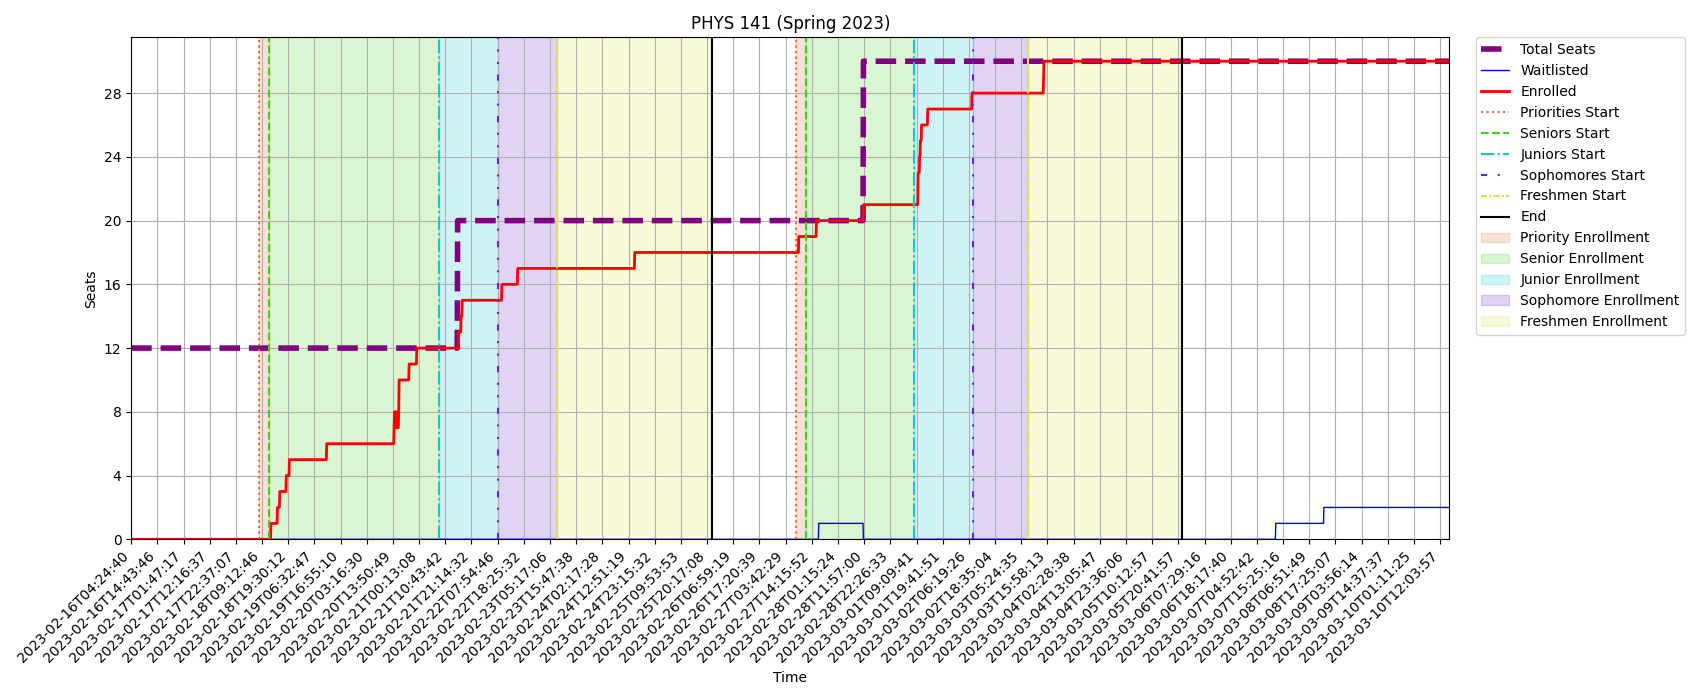 PHYS 141 (Spring 2023)
Seats
28
24
20
16
12
8
4
0
2023-02-16T04:24:40
2023-02-16T14:43:46
2023-02-17T01:47:17
2023-02-17T12:16:37
2023-02-17T22:37:07
2023-02-18T09:12:46
2023-02-18T19:30:12
2023-02-19T06:32:47
2023-02-19T16:55:10
2023-02-20T03:16:30
2023-02-20T13:50:49
2023-02-21T00:13:08
2023-02-21T10:43:42
2023-02-21T21:14:32
2023-02-22T07:54:46
2023-02-22T18:25:32
2023-02-23T05:17:06
2023-02-23T15:47:38
2023-02-24T02:17:28
2023-02-24T12:51:19
2023-02-24T23:15:32
2023-02-25T09:53:53
2023-02-25T20:17:08
2023-02-26T06:59:19
2023-02-26T17:20:39
2023-02-27T03:42:29
2023-02-27T14:15:52
2023-02-28T01:15:24
2023-02-28T11:57:00
2023-02-28T22:26:33
2023-03-01T09:09:41
2023-03-01T19:41:51
2023-03-02T06:19:26
2023-03-02T18:35:04
2023-03-03T05:24:35
2023-03-03T15:58:13
2023-03-04T02:28:38
2023-03-04T13:05:47
2023-03-04T23:36:06
2023-03-05T10:12:57
2023-03-05T20:41:57
2023-03-06T07:29:16
2023-03-06T18:17:40
2023-03-07T04:52:42
2023-03-07T15:25:16
2023-03-08T06:51:49
2023-03-08T17:25:07
2023-03-09T03:56:14
2023-03-09T14:37:37
2023-03-10T01:11:25
2023-03-10T12:03:57
Time
Total Seats
Waitlisted
Enrolled
Priorities Start
Seniors Start
Juniors Start
Sophomores Start
Freshmen Start
End
Priority Enrollment
Senior Enrollment
Junior Enrollment
Sophomore Enrollment
Freshmen Enrollment